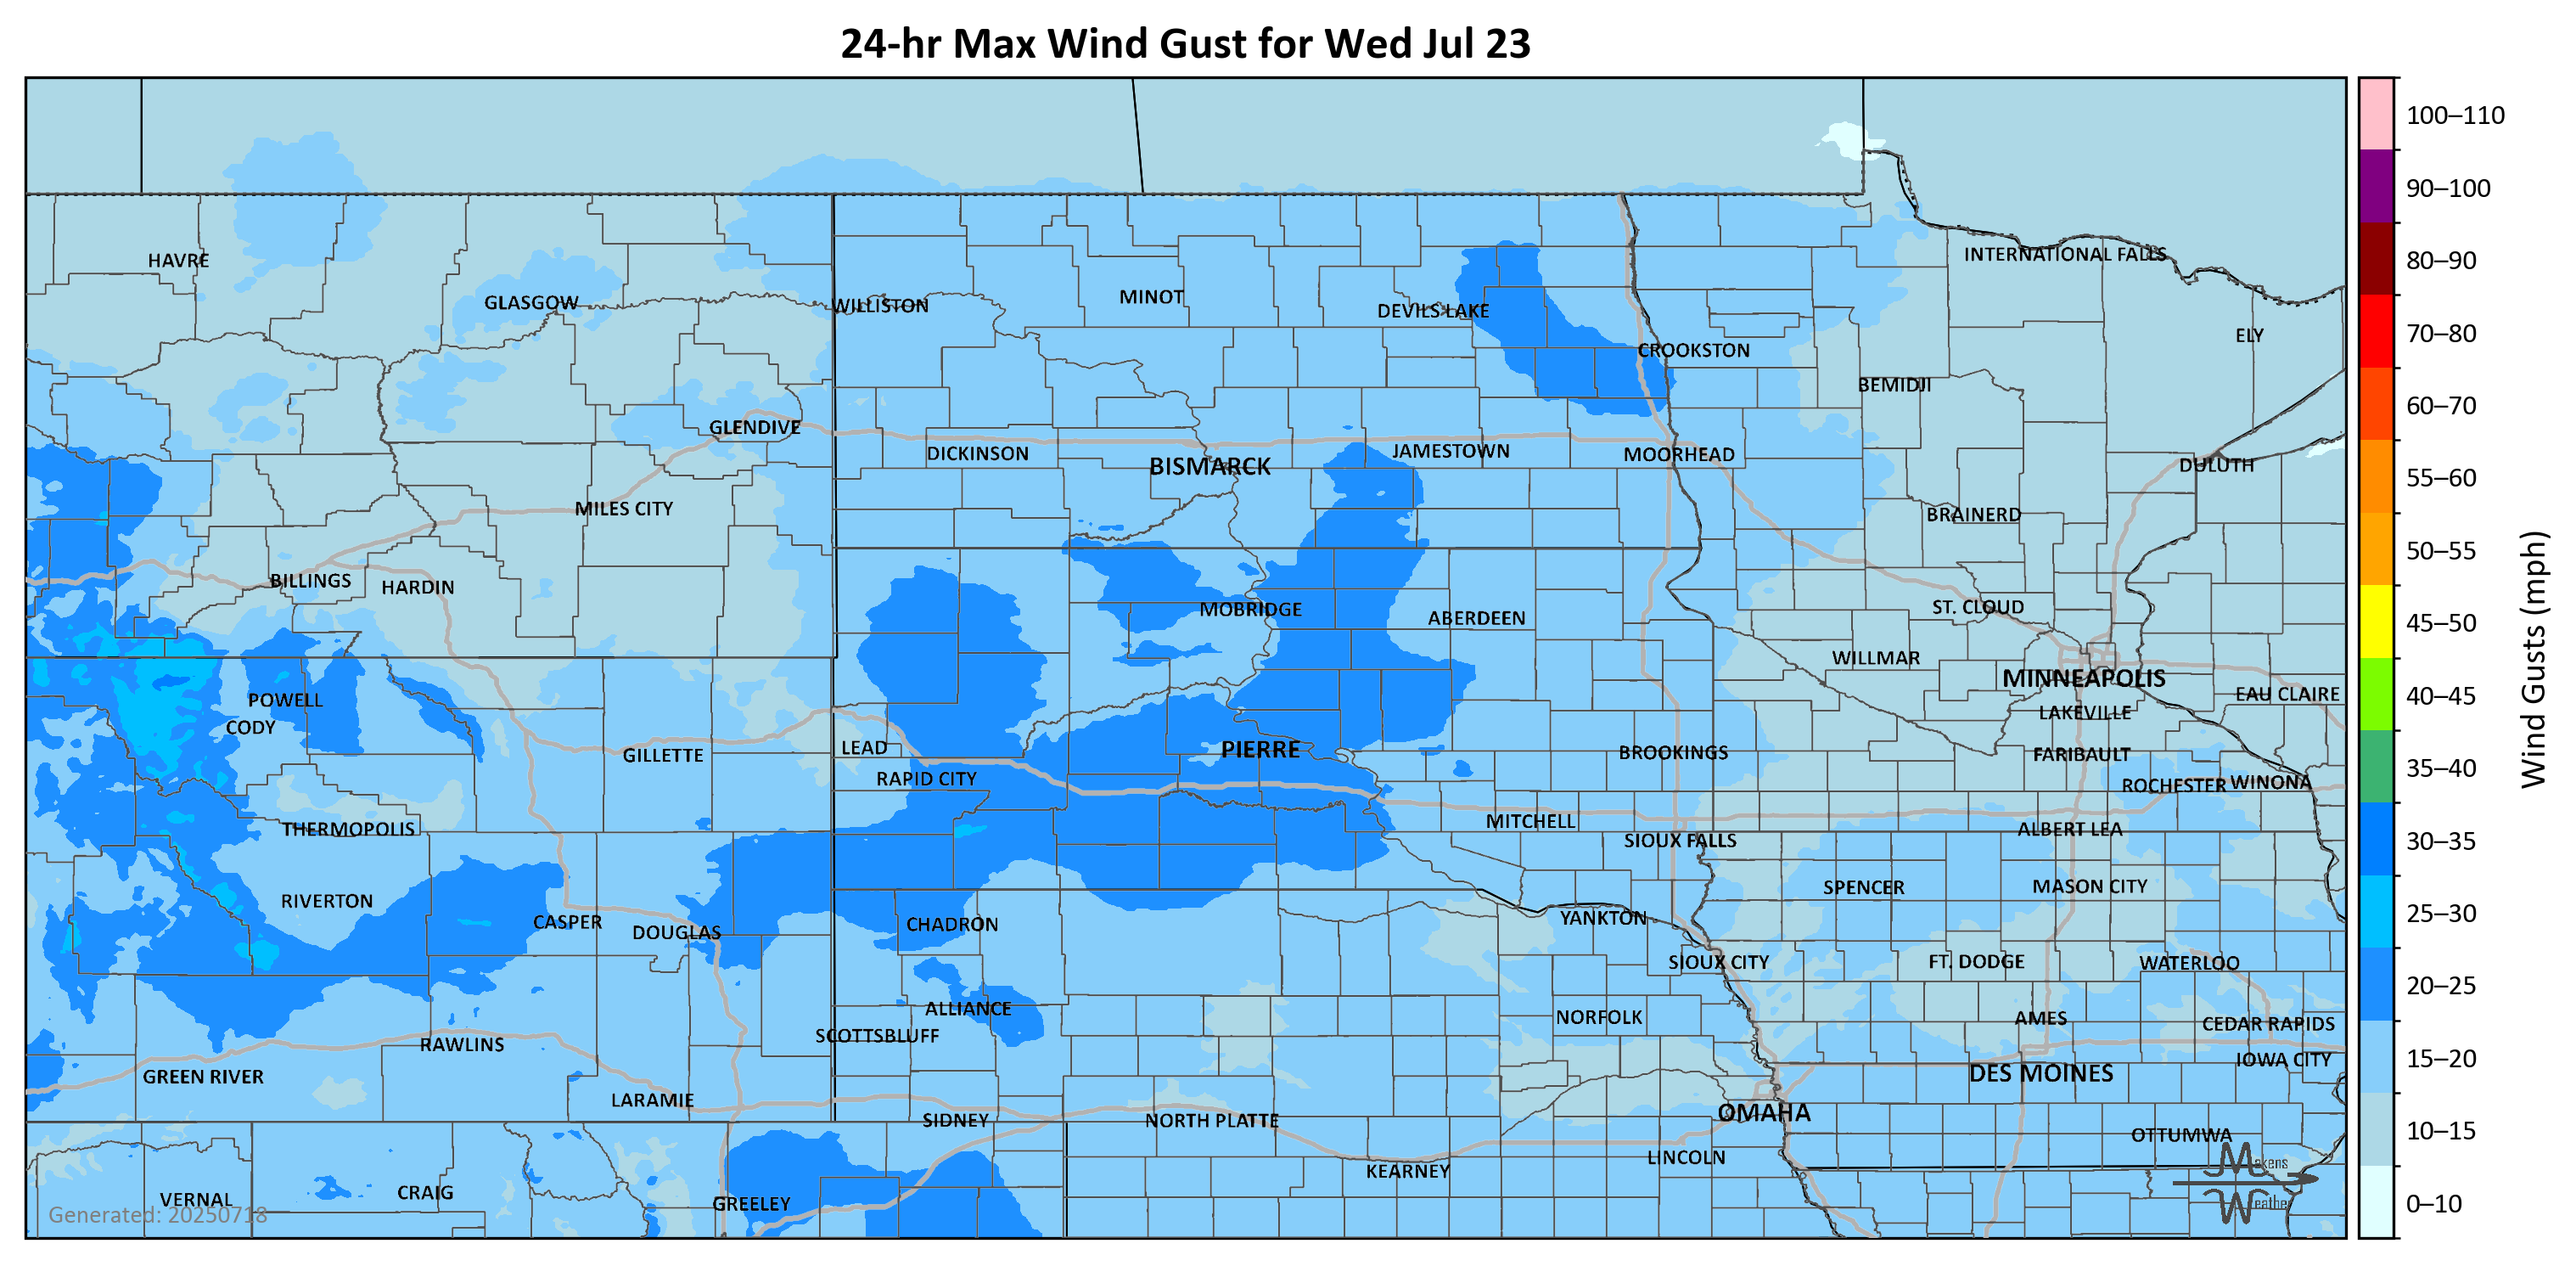 24-hr Max Wind Gust for Wed Jul 23
100–110
90–100
INTERNATIONAL FALLS
HAVRE
80–90
MINOT
GLASGOW
WILLISTON
DEVILS LAKE
70–80
ELY
CROOKSTON
BEMIDJI
60–70
GLENDIVE
DICKINSON
JAMESTOWN
MOORHEAD
BISMARCK
DULUTH
55–60
MILES CITY
BRAINERD
50–55
BILLINGS
HARDIN
MOBRIDGE
ABERDEEN
ST. CLOUD
45–50
WILLMAR
MINNEAPOLIS
EAU CLAIRE
40–45
POWELL
CODY
LAKEVILLE
Wind Gusts (mph)
LEAD
PIERRE
BROOKINGS
GILLETTE
FARIBAULT
35–40
RAPID CITY
ROCHESTER
WINONA
THERMOPOLIS
MITCHELL
ALBERT LEA
SIOUX FALLS
30–35
SPENCER
MASON CITY
RIVERTON
25–30
CASPER
DOUGLAS
CHADRON
YANKTON
SIOUX CITY
FT. DODGE
WATERLOO
20–25
ALLIANCE
NORFOLK
AMES
CEDAR RAPIDS
SCOTTSBLUFF
RAWLINS
15–20
IOWA CITY
GREEN RIVER
DES MOINES
LARAMIE
OMAHA
SIDNEY
NORTH PLATTE
OTTUMWA
10–15
LINCOLN
KEARNEY
Makens
Weather
VERNAL
CRAIG
GREELEY
0–10
Generated: 20250718